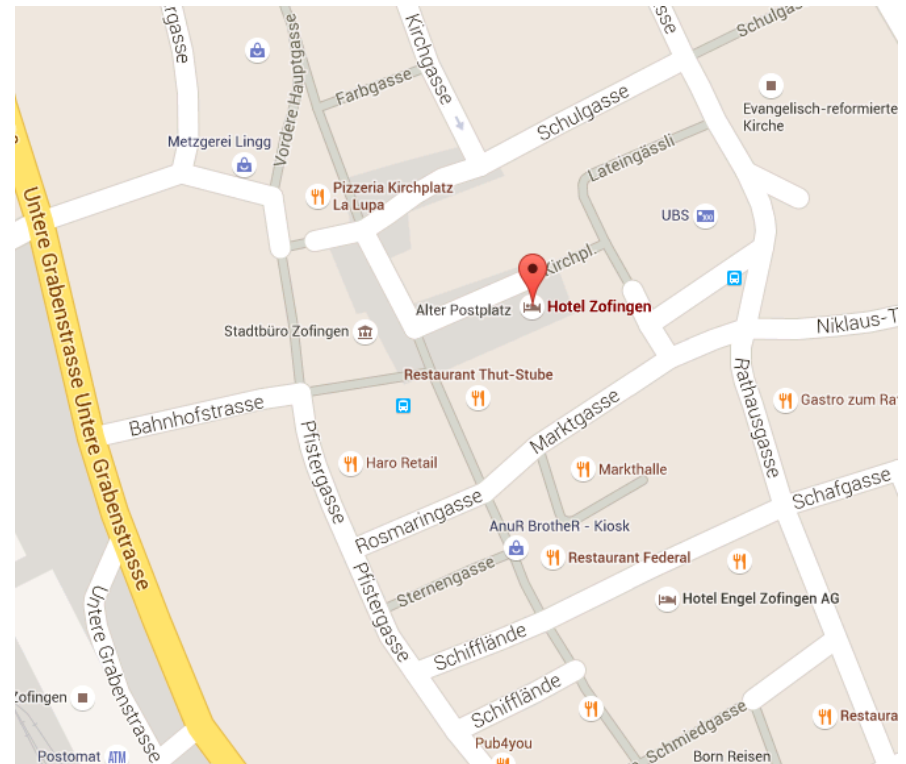 rgasse
Vordere Hauptgasse
Kirchgasse
Farbgasse
Schulgasse
Schulgasse
Evangelisch-reformierte
Kirche
Metzgerei Lingg
Lateingässli
Pizzeria Kirchplatz
La Lupa
UBS
Untere Grabenstrasse
Untere Grabenstrasse
Kirchpl.
Alter Postplatz
Hotel Zofingen
Stadtbüro Zofingen
Niklaus-T
Restaurant Thut-Stube
Rathausgasse
Gastro zum Ra
Bahnhofstrasse
Marktgasse
Pfistergasse
Haro Retail
Markthalle
Rosmaringasse
Schafgasse
AnuR BrotheR - Kiosk
Restaurant Federal
Sternengasse
Pfistergasse
Hotel Engel Zofingen AG
Untere Grabenstrasse
Schifflände
Zofingen
Schifflände
Schmiedgasse
Restaura
Pub4you
Postomat ATM
Born Reisen